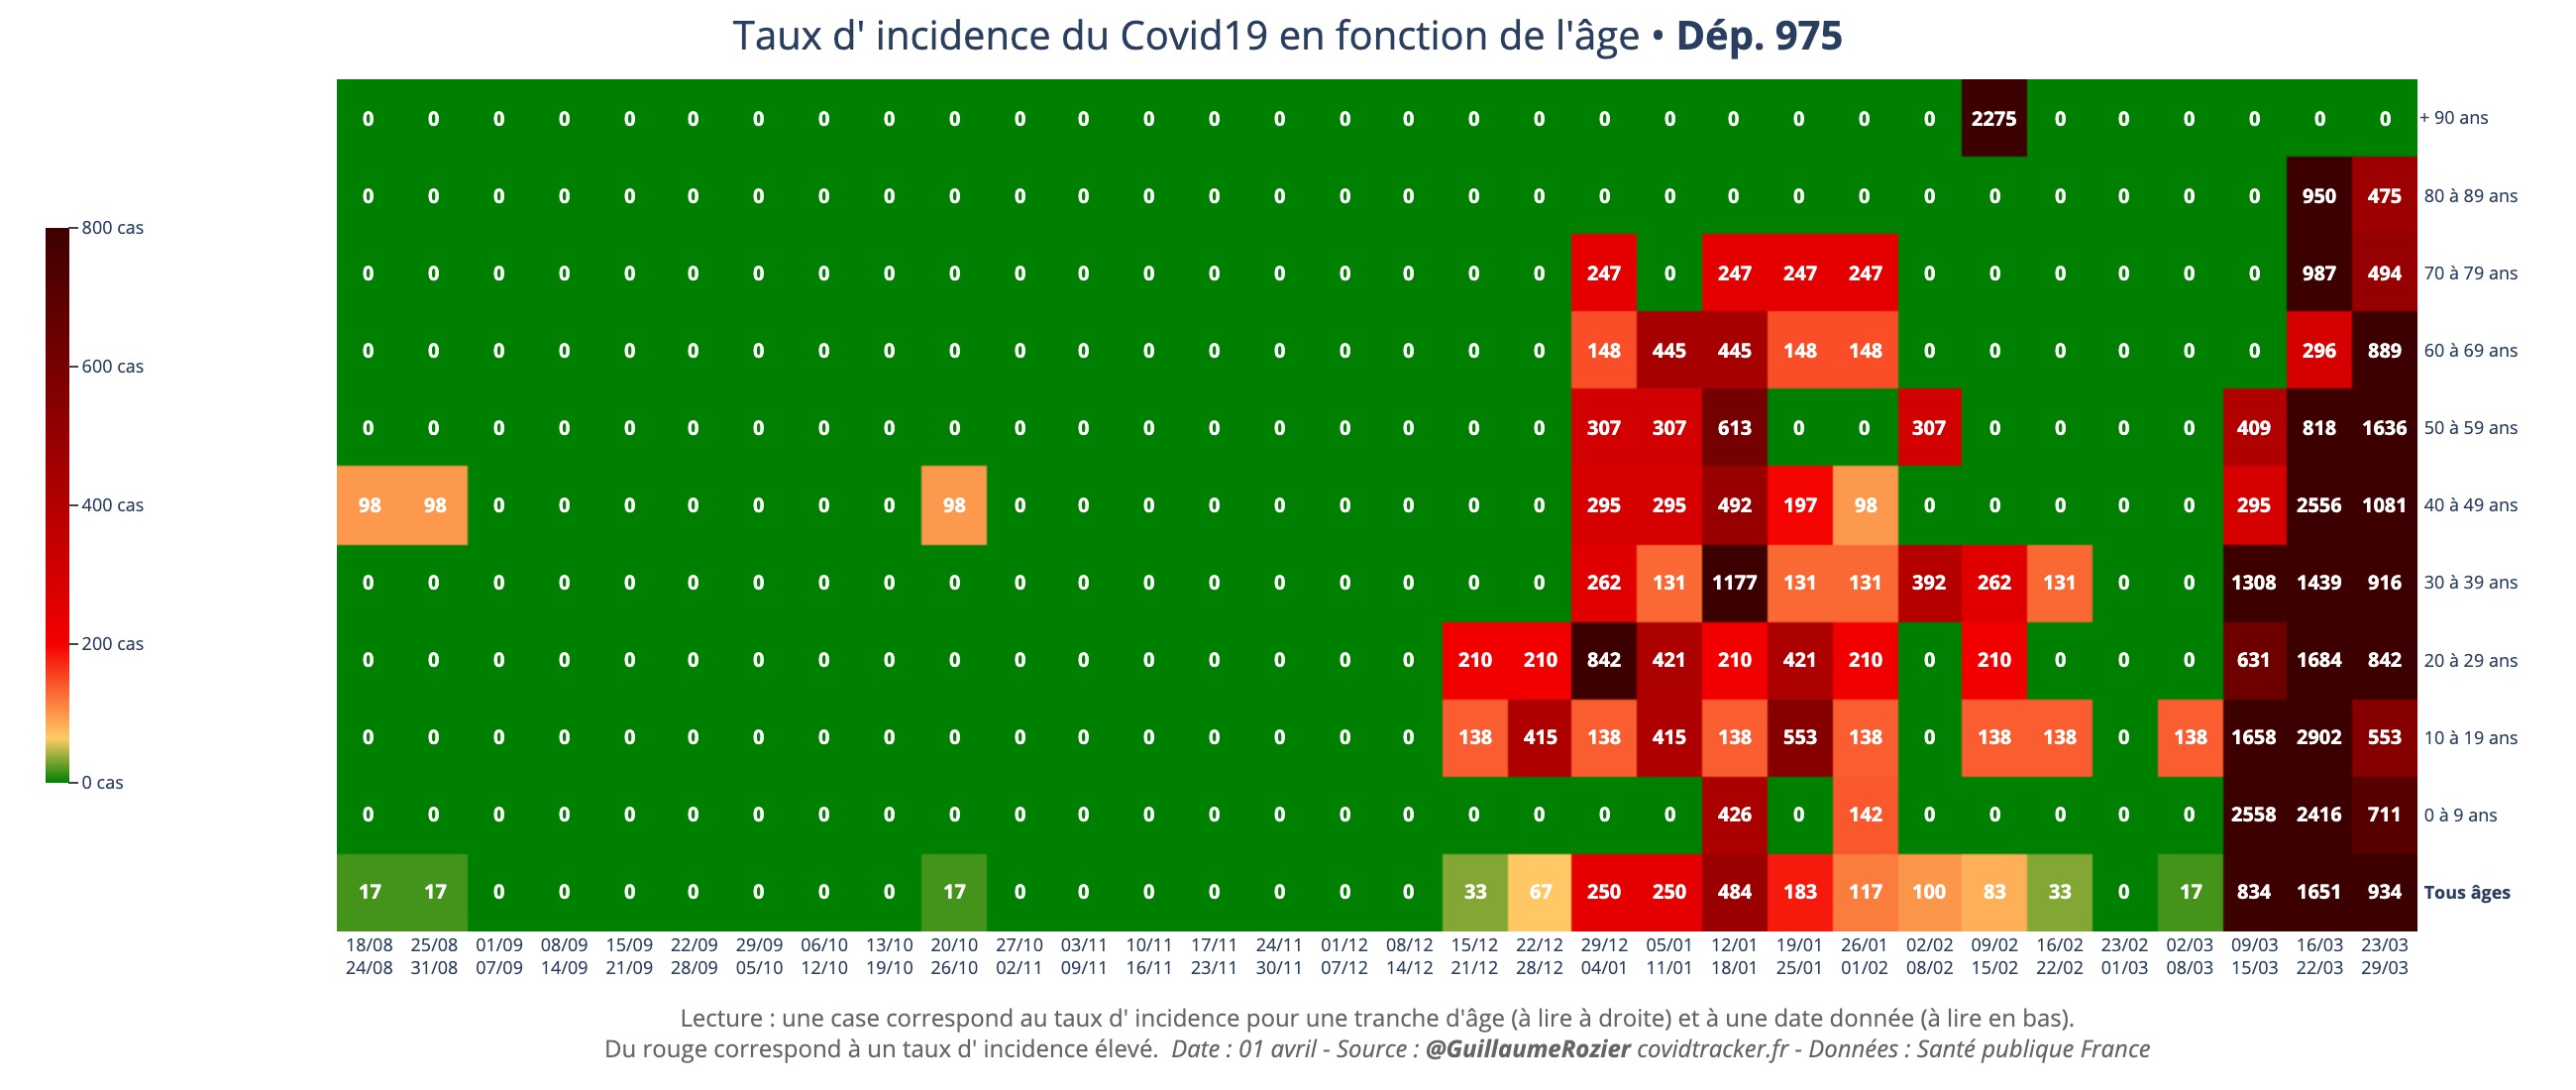 Taux d' incidence du Covid19 en fonction de l'âge • Dép. 975
800 cas
600 cas
400 cas
200 cas
0 cas
0 0 0 0 0 0 0 0 0 0 0 0 0 0 0 0 0 0 0 0 0 0 0 0 0 2275 0 0 0 0 0 0 + 90 ans
0 0 0 0 0 0 0 0 0 0 0 0 0 0 0 0 0 0 0 0 0 0 0 0 0 0 0 0 0 0 950 475 80 à 89 ans
0 0 0 0 0 0 0 0 0 0 0 0 0 0 0 0 0 0 0 247 0 247 247 247 0 0 0 0 0 0 987 494 70 à 79 ans
0 0 0 0 0 0 0 0 0 0 0 0 0 0 0 0 0 0 0 148 445 445 148 148 0 0 0 0 0 0 296 889 60 à 69 ans
0 0 0 0 0 0 0 0 0 0 0 0 0 0 0 0 0 0 0 307 307 613 0 0 307 0 0 0 0 409 818 1636 50 à 59 ans
98 98 0 0 0 0 0 0 0 98 0 0 0 0 0 0 0 0 0 295 295 492 197 98 0 0 0 0 0 295 2556 1081 40 à 49 ans
0 0 0 0 0 0 0 0 0 0 0 0 0 0 0 0 0 0 0 262 131 1177 131 131 392 262 131 0 0 1308 1439 916 30 à 39 ans
0 0 0 0 0 0 0 0 0 0 0 0 0 0 0 0 0 210 210 842 421 210 421 210 0 210 0 0 0 631 1684 842 20 à 29 ans
0 0 0 0 0 0 0 0 0 0 0 0 0 0 0 0 0 138 415 138 415 138 553 138 0 138 138 0 138 1658 2902 553 10 à 19 ans
0 0 0 0 0 0 0 0 0 0 0 0 0 0 0 0 0 0 0 0 0 426 0 142 0 0 0 0 0 2558 2416 711 0 à 9 ans
17 17 0 0 0 0 0 0 0 17 0 0 0 0 0 0 0 33 67 250 250 484 183 117 100 83 33 0 17 834 1651 934 Tous âges
18/08 25/08 01/09 08/09 15/09 22/09 29/09 06/10 13/10 20/10 27/10 03/11 10/11 17/11 24/11 01/12 08/12 15/12 22/12 29/12 05/01 12/01 19/01 26/01 02/02 09/02 16/02 23/02 02/03 09/03 16/03 23/03
24/08 31/08 07/09 14/09 21/09 28/09 05/10 12/10 19/10 26/10 02/11 09/11 16/11 23/11 30/11 07/12 14/12 21/12 28/12 04/01 11/01 18/01 25/01 01/02 08/02 15/02 22/02 01/03 08/03 15/03 22/03 29/03
Lecture : une case correspond au taux d' incidence pour une tranche d'âge (à lire à droite) et à une date donnée (à lire en bas).
Du rouge correspond à un taux d' incidence élevé. Date : 01 avril - Source : @GuillaumeRozier covidtracker.fr - Données : Santé publique France